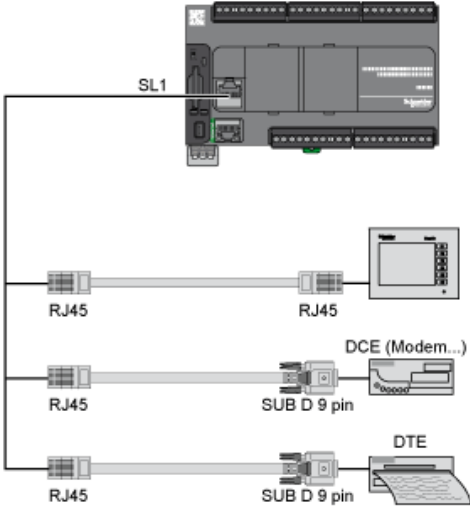 SL1
RJ45
RJ45
DCE (Modem...)
RJ45
SUB D 9 pin
DTE
RJ45
SUB D 9 pin